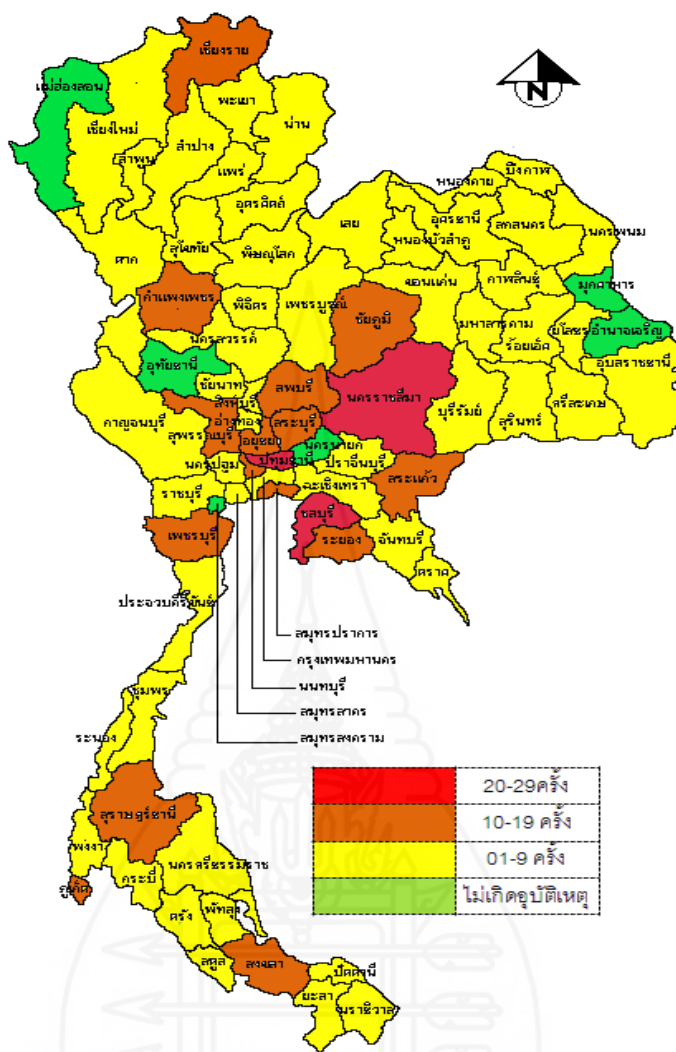 เชียงราย
แม่ฮ่องสอน
พะเยา
น่าน
เชียงใหม่
ลำปาง
ลำพูน
แพร่
N
บึงกาฬ
หนองคาย
อุตรดิตถ์
เลย
อุดรธานี
สกลนคร
นครพนม
สุโขทัย
หนองบัวลำภู
ตาก
พิษณุโลก
ขอนแก่น
กาฬสินธุ์
มุกดาหาร
กำแพงเพชร
พิจิตร
เพชรบูรณ์
ชัยภูมิ
มหาสารคาม
ยโสธร
อำนาจเจริญ
นครสวรรค์
ร้อยเอ็ด
อุทัยธานี
อุบลราชธานี
ชัยนาท
ลพบุรี
นครราชสีมา
สิงห์บุรี
บุรีรัมย์
สุรินทร์
ศรีสะเกษ
กาญจนบุรี
อ่างทอง
สระบุรี
สุพรรณบุรี
อยุธยา
นครนายก
ปทุมธานี
ปราจีนบุรี
นครปฐม
สระแก้ว
ฉะเชิงเทรา
ราชบุรี
ชลบุรี
เพชรบุรี
ระยอง
จันทบุรี
ตราด
ประจวบคีรีขันธ์
สมุทรปราการ
กรุงเทพมหานคร
นนทบุรี
สมุทรสาคร
สมุทรสงคราม
ชุมพร
ระนอง
สุราษฎร์ธานี
พังงา
นครศรีธรรมราช
กระบี่
ภูเก็ต
ตรัง
พัทลุง
สตูล
สงขลา
ปัตตานี
ยะลา
นราธิวาส
20-29ครั้ง
10-19 ครั้ง
01-9 ครั้ง
ไม่เกิดอุบัติเหตุ